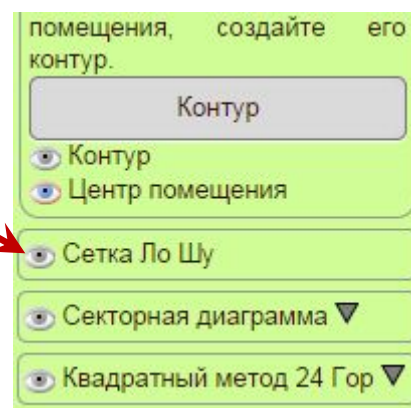 помещения, создайте его
контур.
Контур
Контур
Центр помещения
Сетка Ло Шу
Секторная диаграмма
Квадратный метод 24 Гор